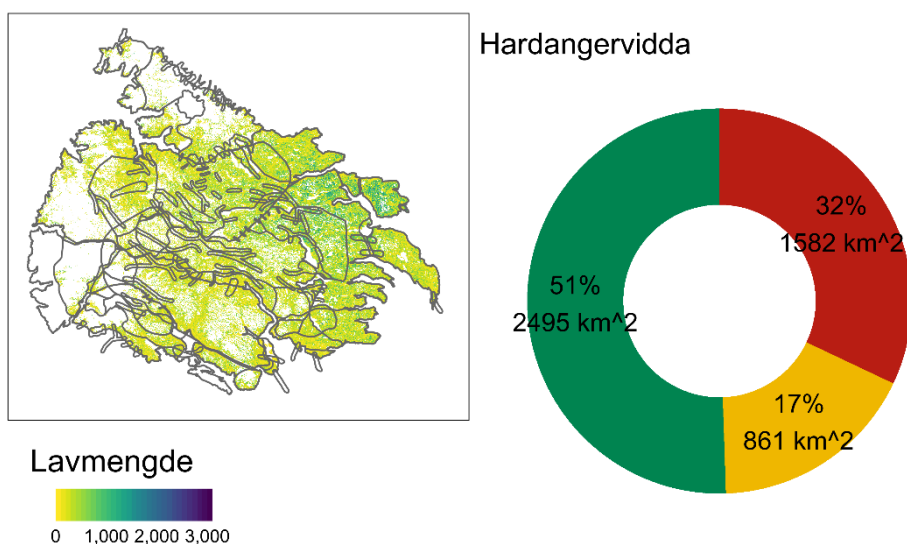 Hardangervidda
32%
1582 km^2
51%
2495 km^2
17%
861 km^2
Lavmengde
0 1,000 2,000 3,000